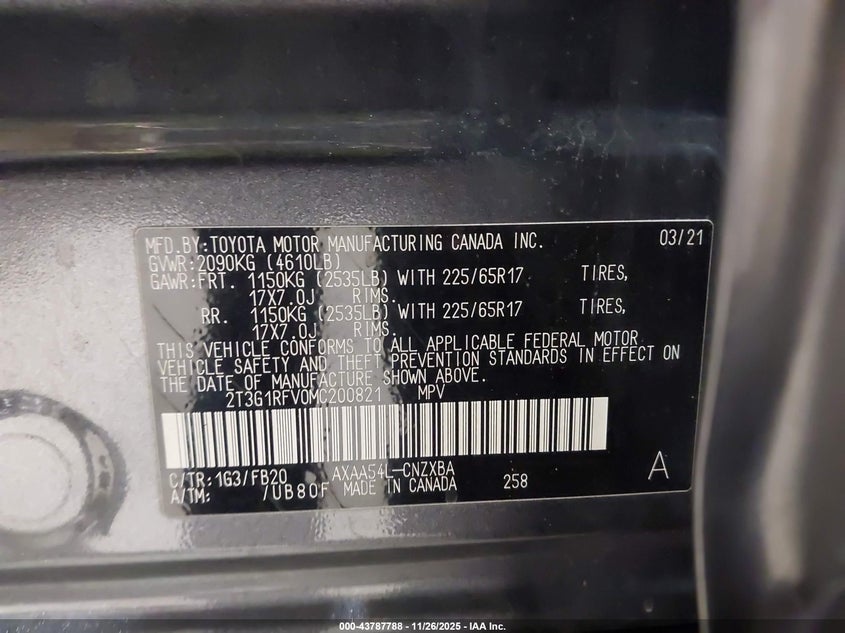 MFD.BY:TOYOTA MOTOR MANUFACTURING CANADA INC. 03/21
GVWR:2090KG (4610LB)
GAWR:FRT. 1150KG (2535LB) WITH 225/65R17 TIRES,
17X7.0J RIMS.
RR. 1150KG (2535LB) WITH 225/65R17 TIRES,
17X7.0J RIMS.
THIS VEHICLE CONFORMS TO ALL APPLICABLE FEDERAL MOTOR
VEHICLE SAFETY AND THEFT PREVENTION STANDARDS IN EFFECT ON
THE DATE OF MANUFACTURE SHOWN ABOVE.
2T3G1RFV0MC200821 MPV
C/TR:1G3/FB20 AXAA54L-CNZXBA A
A/TM: /UB80F MADE IN CANADA 258
000-43787788 - 11/26/2025 - IAA Inc.